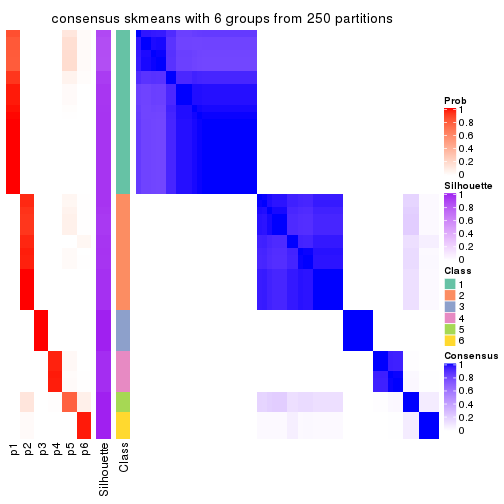 consensus skmeans with 6 groups from 250 partitions
Prob
1
0.8
0.6
0.4
0.2
0
Silhouette
1
0.8
0.6
0.4
0.2
0
Class
1
2
3
4
5
6
Consensus
1
0.8
0.6
0.4
0.2
0
p1
p2
p3
p4
p5
p6
Silhouette
Class